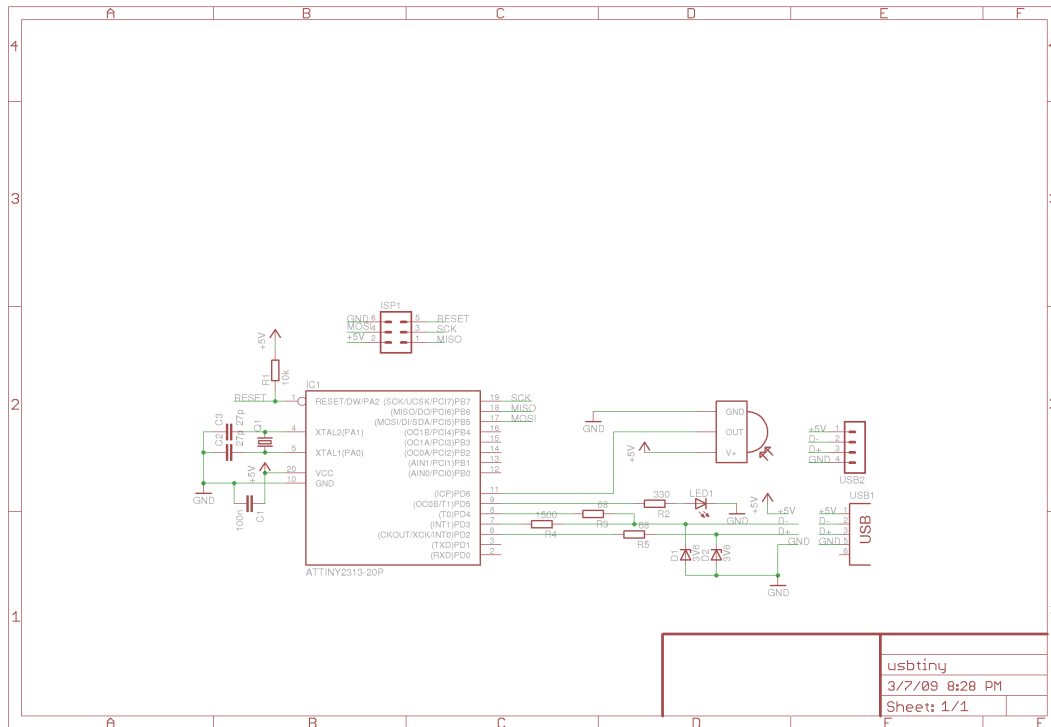 A B C D E F
4 4
3
2
1
ISP1
GND 6 5 RESET
MOSI 4 3 SCK
+5V 2 1 MISO
+5V
R1
10k
IC1
RESET 1 RESET/DW/PA2 (SCK/UCSK/PCI7)PB7 19 SCK
(MISO/DO/PCI6)PB6 18 MISO
(MOSI/DI/SDA/PCI5)PB5 17 MOSI
C3 27p
C2 27p
Q1
4 XTAL2(PA1) (OC1B/PCI4)PB4 16
(OC1A/PCI3)PB3 15
5 XTAL1(PA0) (OC0A/PCI2)PB2 14
(AIN1/PCI1)PB1 13
20 VCC (AIN0/PCI0)PB0 12
10 GND
+5V
GND
100n
C1
(ICP)PD6 11
(OC0B/T1)PD5 9
(T0)PD4 8
(INT1)PD3 7
(CKOUT/XCK/INT0)PD2 6
(TXD)PD1 3
(RXD)PD0 2
ATTINY2313-20P
GND
GND
OUT
V+
+5V
330
R2
LED1
GND
68
R3
1500
R4
68
R5
D1
3V6
D2
3V6
GND
+5V
+5V
D-
D+
GND
+5V 1
D- 2
D+ 3
GND 4
USB2
USB1
+5V 1
D- 2
D+ 3
GND 5
6
USB
usbtiny
3/7/09 8:28 PM
Sheet: 1/1
A B C D E F